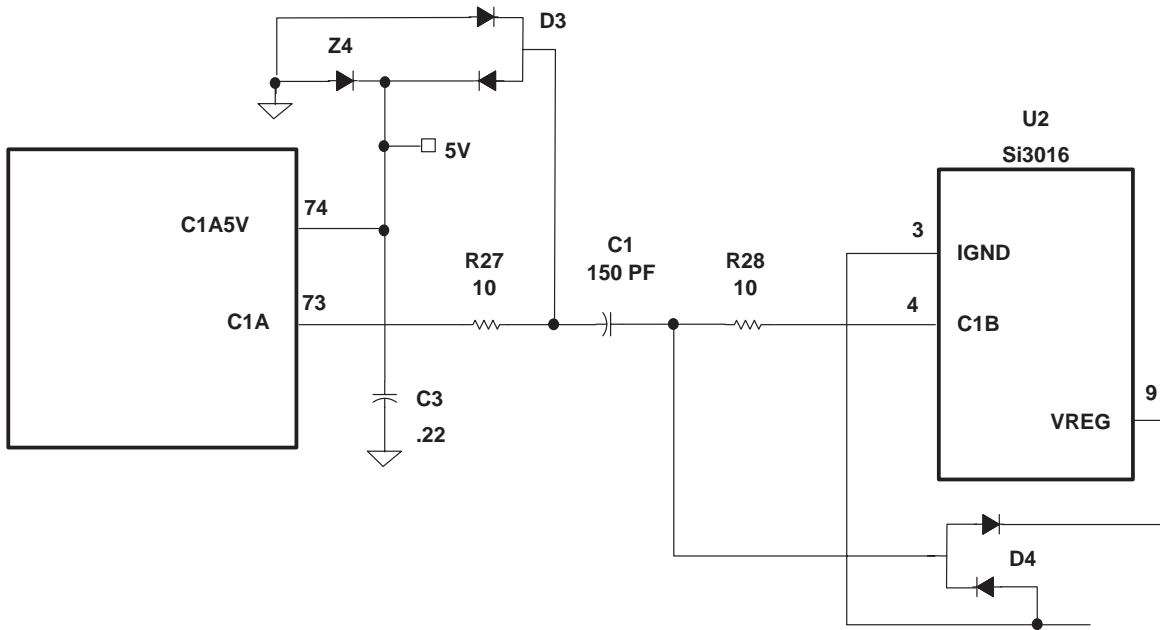 D3
Z4
5V
U2
Si3016
74
C1A5V
3
IGND
C1
150 PF
R27
10
R28
10
73
C1A
4
C1B
C3
.22
9
VREG
D4